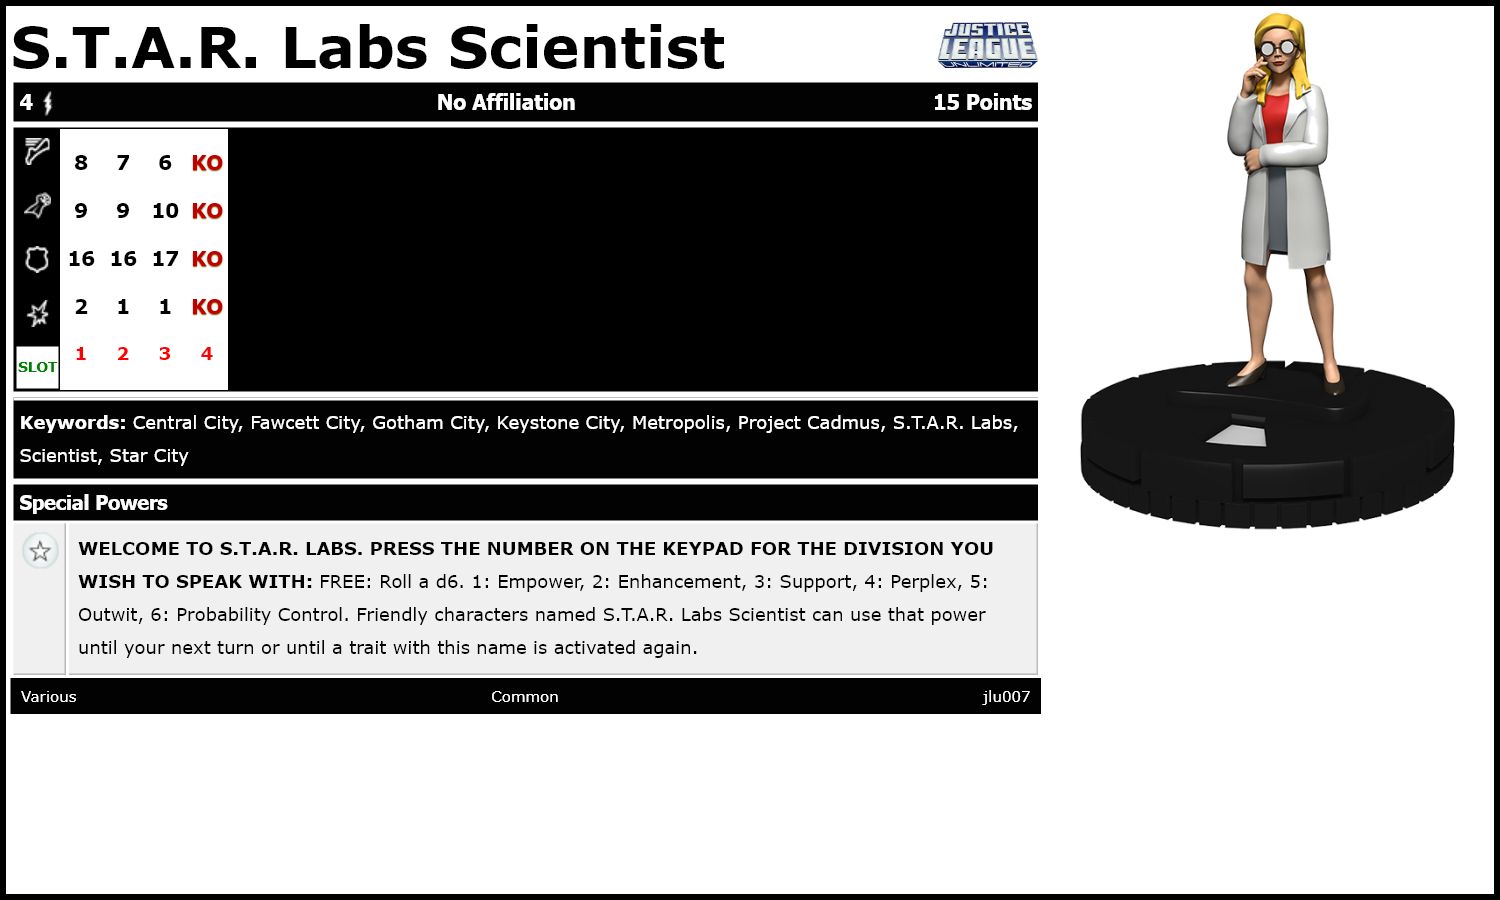 S.T.A.R. Labs Scientist
JUSTICE
LEAGUE
UNLIMITED
4 No Affiliation 15 Points
8 7 6 KO
9 9 10 KO
16 16 17 KO
2 1 1 KO
SLOT 1 2 3 4
Keywords: Central City, Fawcett City, Gotham City, Keystone City, Metropolis, Project Cadmus, S.T.A.R. Labs,
Scientist, Star City
Special Powers
WELCOME TO S.T.A.R. LABS. PRESS THE NUMBER ON THE KEYPAD FOR THE DIVISION YOU
WISH TO SPEAK WITH: FREE: Roll a d6. 1: Empower, 2: Enhancement, 3: Support, 4: Perplex, 5:
Outwit, 6: Probability Control. Friendly characters named S.T.A.R. Labs Scientist can use that power
until your next turn or until a trait with this name is activated again.
Various Common jlu007